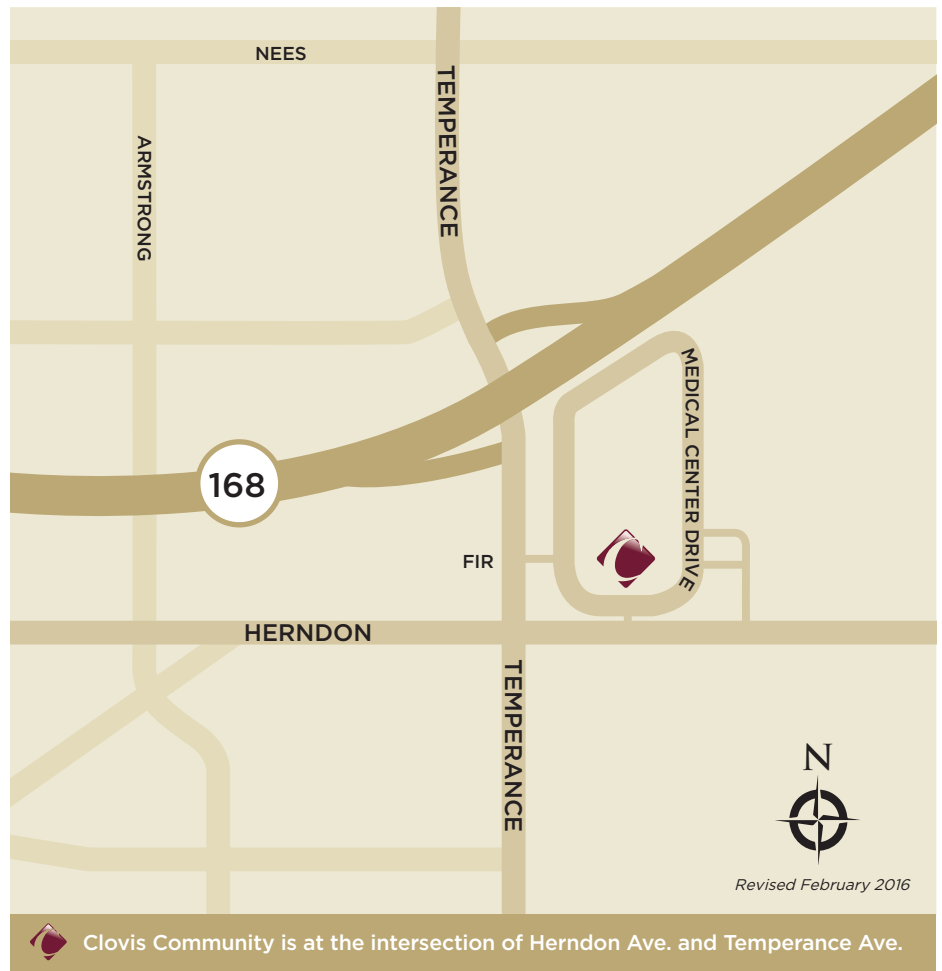 NEES
TEMPERANCE
ARMSTRONG
MEDICAL CENTER DRIVE
168
FIR
HERNDON
TEMPERANCE
N
Revised February 2016
Clovis Community is at the intersection of Herndon Ave. and Temperance Ave.